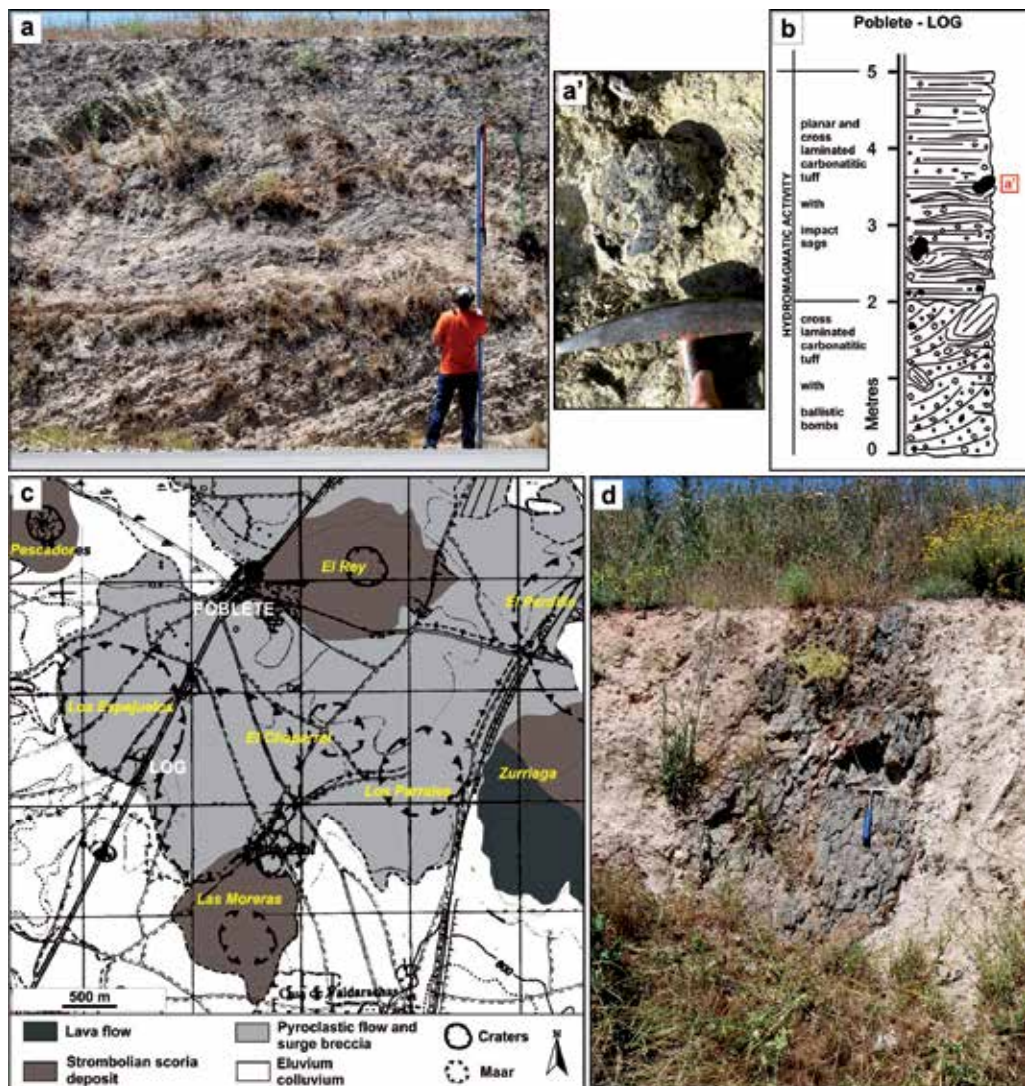 a
a'
b
Poblete - LOG
HYDROMAGMATIC ACTIVITY
planar and
cross
laminated
carbonatitic
tuff
with
impact
sags
cross
laminated
carbonatitic
tuff
with
ballistic
bombs
5
4
3
2
1
0
Metres
a'
c
Pescadores
El Rey
POBLETE
El Perdido
Los Espejuelos
El Chaparral
LOG
Los Parrales
Zurriaga
Las Moreras
600
500 m
d
Lava flow
Strombolian scoria
deposit
Pyroclastic flow and
surge breccia
Eluvium
colluvium
Craters
Maar
N